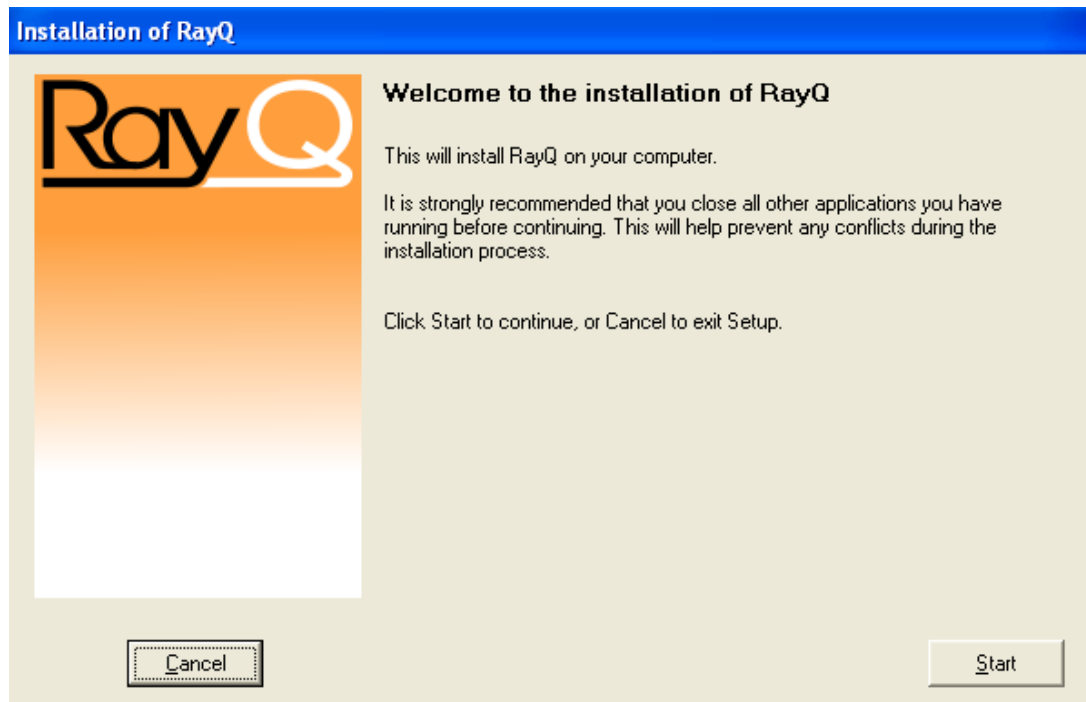 Installation of RayQ
RayQ
Welcome to the installation of RayQ
This will install RayQ on your computer.
It is strongly recommended that you close all other applications you have
running before continuing. This will help prevent any conflicts during the
installation process.
Click Start to continue, or Cancel to exit Setup.
Cancel
Start